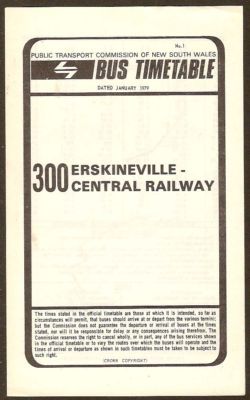 No.1
PUBLIC TRANSPORT COMMISSION OF NEW SOUTH WALES
BUS TIMETABLE
DATED JANUARY 1979
300 ERSKINEVILLE -
CENTRAL RAILWAY
The times stated in the official timetable are those at which it is intended, so far as
circumstances will permit, that buses should arrive at or depart from the various termini;
but the Commission does not guarantee the departure or arrival of buses at the times
stated, nor will it be responsible for delay or any consequences arising therefrom. The
Commission reserves the right to cancel wholly, or in part, any of the bus services shown
in the official timetable or to vary the routes over which the buses will operate and the
times of arrival or departure as shown in such timetables must be taken to be subject to
such right.
(CROWN COPYRIGHT)